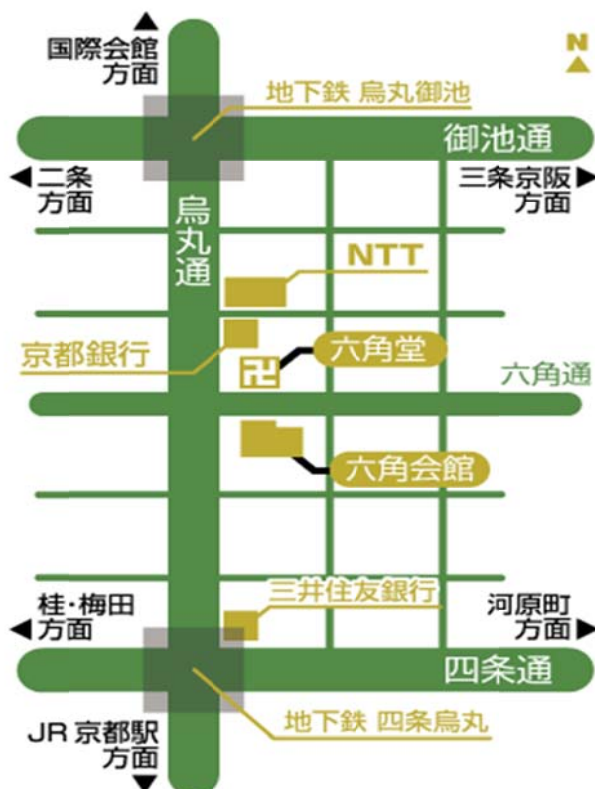 国際会館
方面
N
地下鉄 烏丸御池
御池通
二条
方面
三条京阪
方面
烏丸通
NTT
京都銀行
六角堂
卍
六角通
六角会館
三井住友銀行
桂・梅田
方面
河原町
方面
四条通
地下鉄 四条烏丸
JR 京都駅
方面